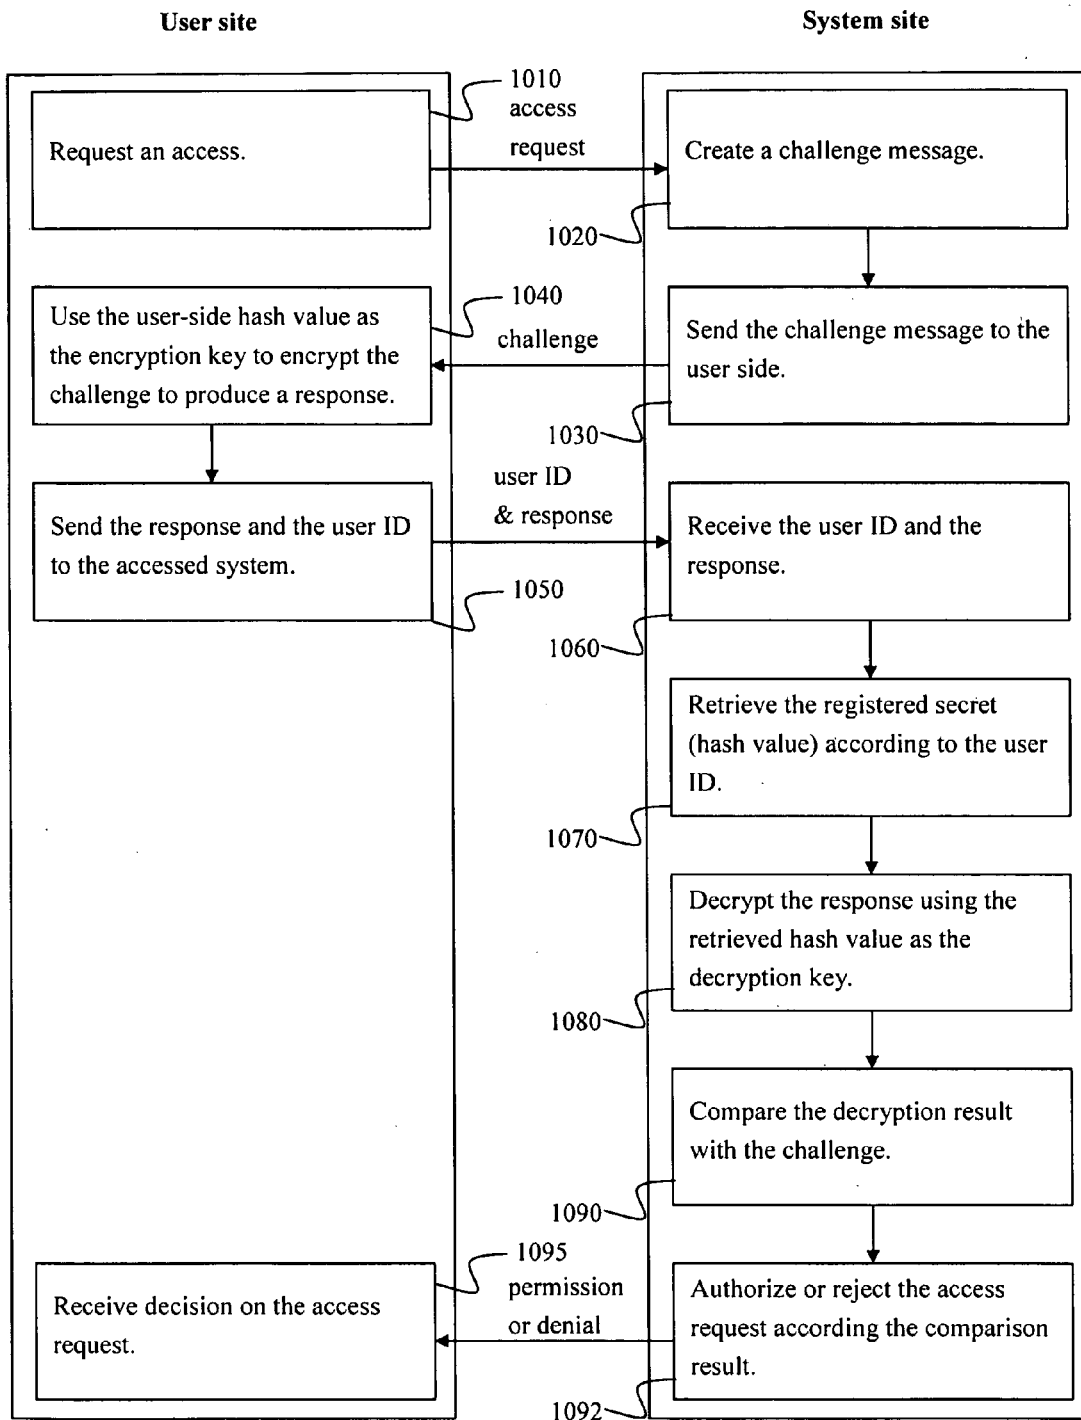 User site
System site
1010
access
request
Request an access.
Create a challenge message.
1020
1040
challenge
Use the user-side hash value as
the encryption key to encrypt the
challenge to produce a response.
Send the challenge message to the
user side.
1030
user ID
& response
Send the response and the user ID
to the accessed system.
Receive the user ID and the
response.
1050
1060
Retrieve the registered secret
(hash value) according to the user
ID.
1070
Decrypt the response using the
retrieved hash value as the
decryption key.
1080
Compare the decryption result
with the challenge.
1090
1095
permission
or denial
Receive decision on the access
request.
Authorize or reject the access
request according the comparison
result.
1092